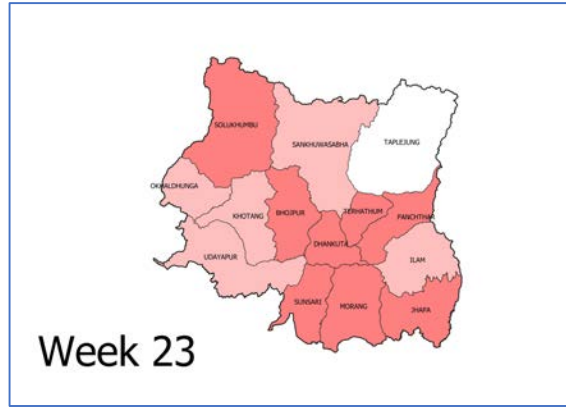 SOLUKHUMBU
TAPLEJUNG
SANKHUWASABHA
OKHALDHUNGA
KHOTANG
BHOJPUR
TERHATHUM
PANCHTHAR
DHANKUTA
UDAYAPUR
ILAM
SUNSARI
MORANG
JHAPA
Week 23